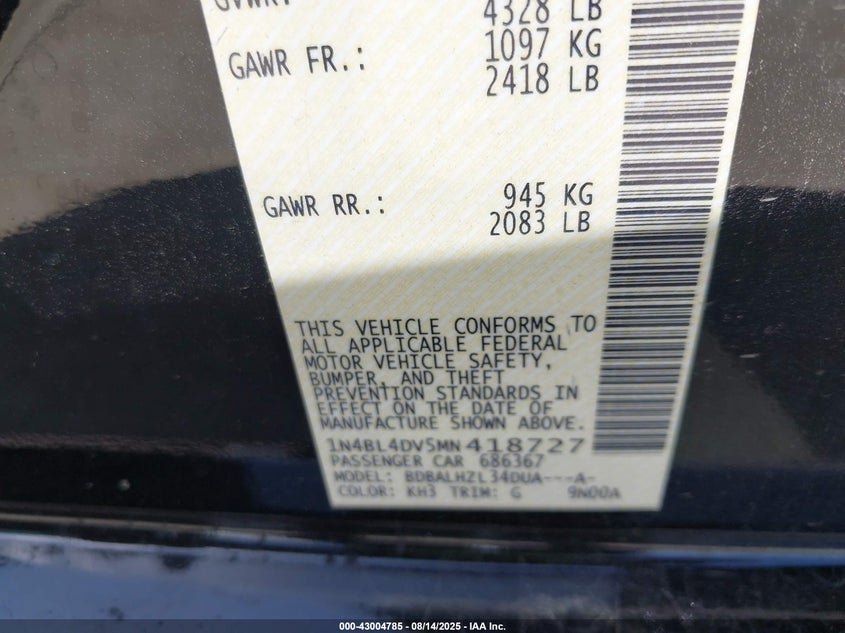 GVWR:
4328 LB
GAWR FR.: 1097 KG
2418 LB
GAWR RR.: 945 KG
2083 LB
THIS VEHICLE CONFORMS TO
ALL APPLICABLE FEDERAL
MOTOR VEHICLE SAFETY,
BUMPER, AND THEFT
PREVENTION STANDARDS IN
EFFECT ON THE DATE OF
MANUFACTURE SHOWN ABOVE.
1N4BL4DV5MN418727
PASSENGER CAR 686367
MODEL: BDBALHZL34DUA---A-
COLOR: KH3 TRIM: G 9N00A
000-43004785 - 08/14/2025 - IAA Inc.